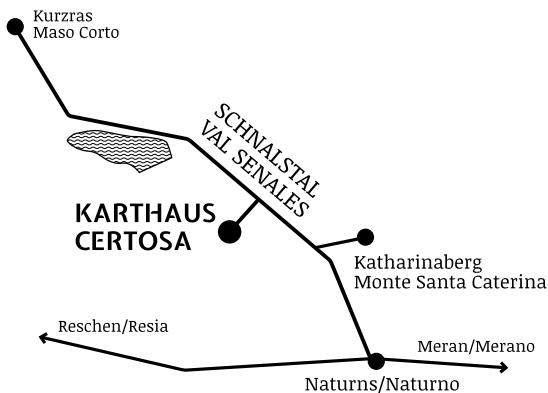 Kurzras
Maso Corto
SCHNALSTAL
VAL SENALES
KARTHAUS
CERTOSA
Katharinaberg
Monte Santa Caterina
Reschen/Resia
Meran/Merano
Naturns/Naturno